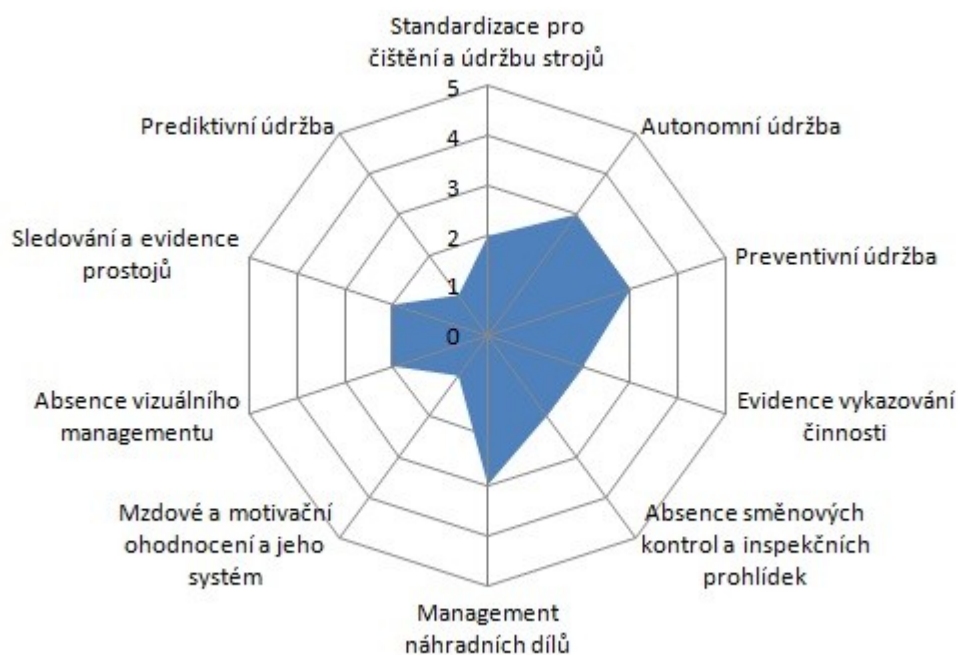 Standardizace pro
čištění a údržbu strojů
5
4
3
2
1
0
Autonomní údržba
Preventivní údržba
Evidence vykazování
činnosti
Absence směnových
kontrol a inspekčních
prohlídek
Management
náhradních dílů
Mzdové a motivační
ohodnocení a jeho
systém
Absence vizuálního
managementu
Sledování a evidence
prostojů
Prediktivní údržba